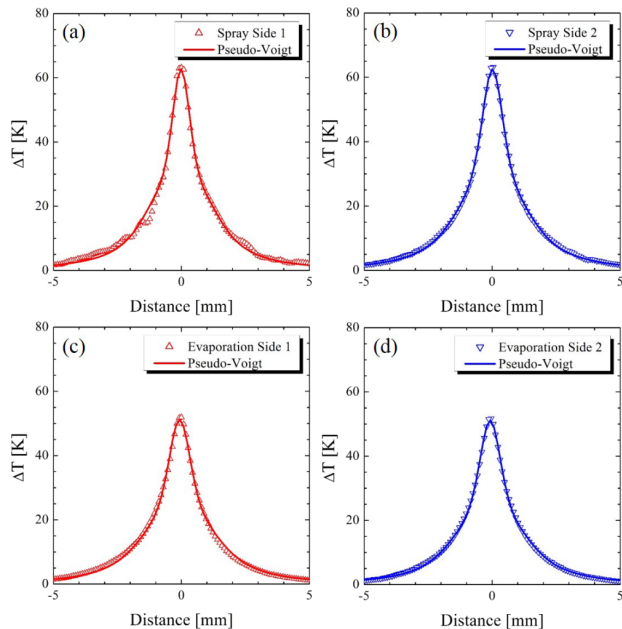 (a)
Spray Side 1
Pseudo-Voigt
80
60
40
20
0
ΔT [K]
-5
0
5
Distance [mm]
(b)
Spray Side 2
Pseudo-Voigt
80
60
40
20
0
ΔT [K]
-5
0
5
Distance [mm]
(c)
Evaporation Side 1
Pseudo-Voigt
80
60
40
20
0
ΔT [K]
-5
0
5
Distance [mm]
(d)
Evaporation Side 2
Pseudo-Voigt
80
60
40
20
0
ΔT [K]
-5
0
5
Distance [mm]